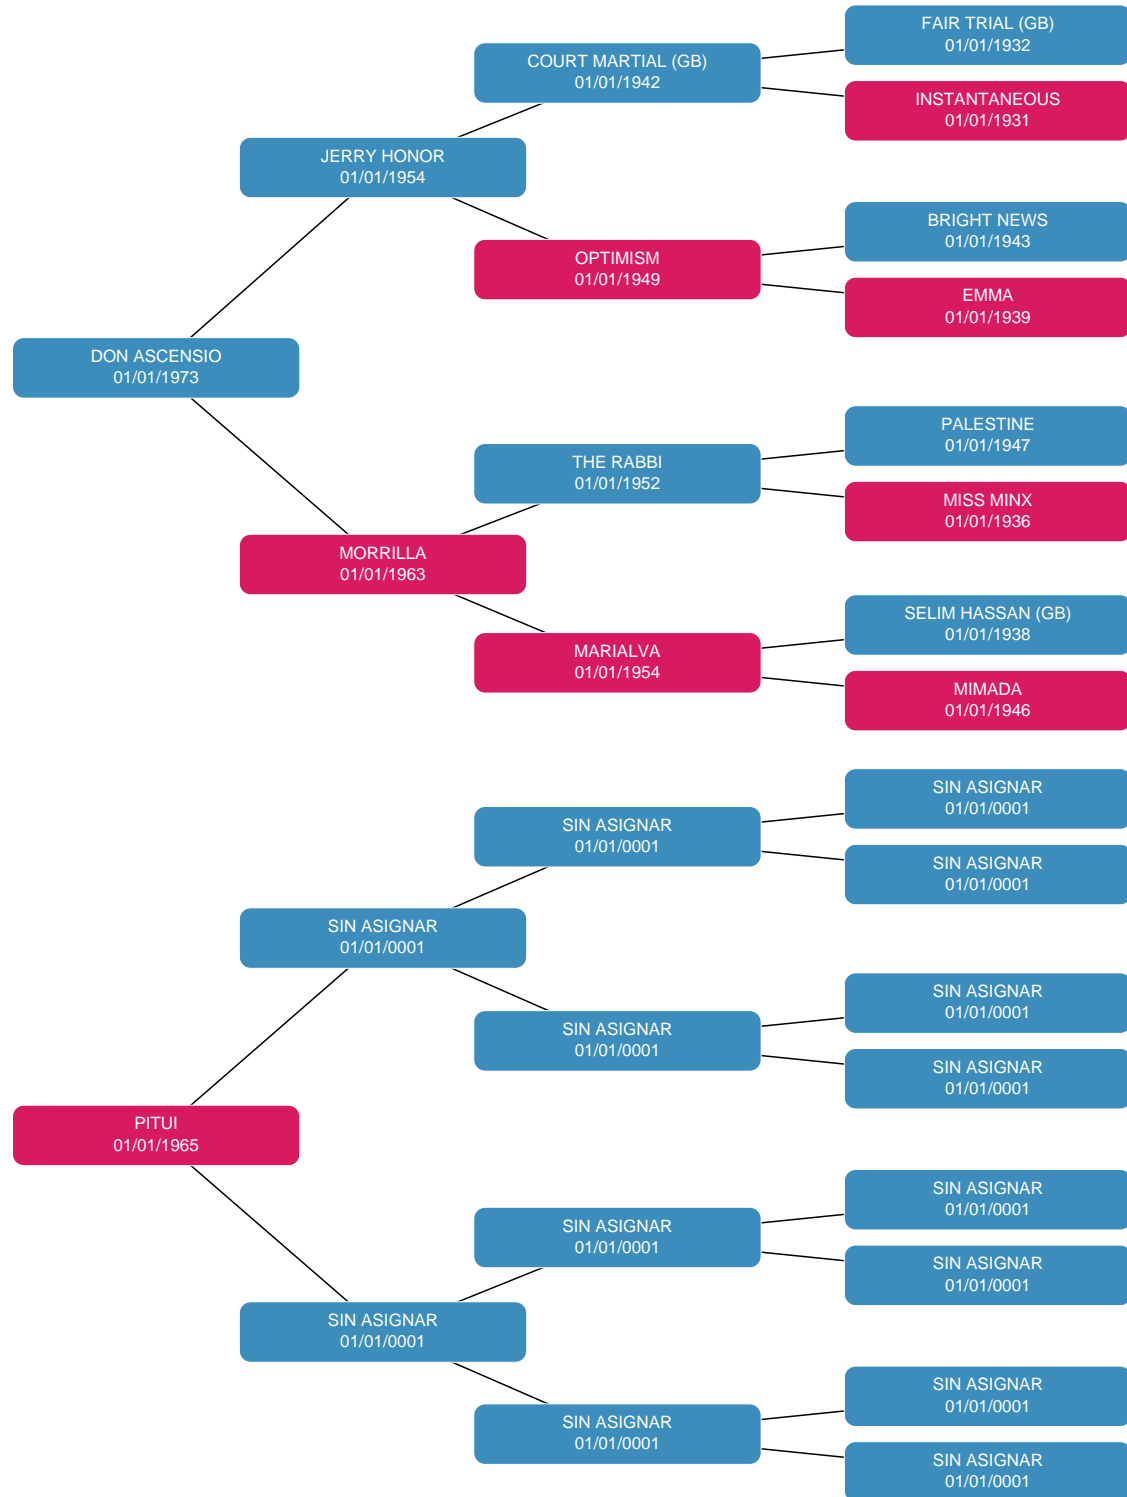 FAIR TRIAL (GB)
01/01/1932
COURT MARTIAL (GB)
01/01/1942
INSTANTANEOUS
01/01/1931
JERRY HONOR
01/01/1954
BRIGHT NEWS
01/01/1943
OPTIMISM
01/01/1949
EMMA
01/01/1939
DON ASCENSIO
01/01/1973
PALESTINE
01/01/1947
THE RABBI
01/01/1952
MISS MINX
01/01/1936
MORRILLA
01/01/1963
SELIM HASSAN (GB)
01/01/1938
MARIALVA
01/01/1954
MIMADA
01/01/1946
SIN ASIGNAR
01/01/0001
SIN ASIGNAR
01/01/0001
SIN ASIGNAR
01/01/0001
SIN ASIGNAR
01/01/0001
SIN ASIGNAR
01/01/0001
SIN ASIGNAR
01/01/0001
SIN ASIGNAR
01/01/0001
PITUI
01/01/1965
SIN ASIGNAR
01/01/0001
SIN ASIGNAR
01/01/0001
SIN ASIGNAR
01/01/0001
SIN ASIGNAR
01/01/0001
SIN ASIGNAR
01/01/0001
SIN ASIGNAR
01/01/0001
SIN ASIGNAR
01/01/0001